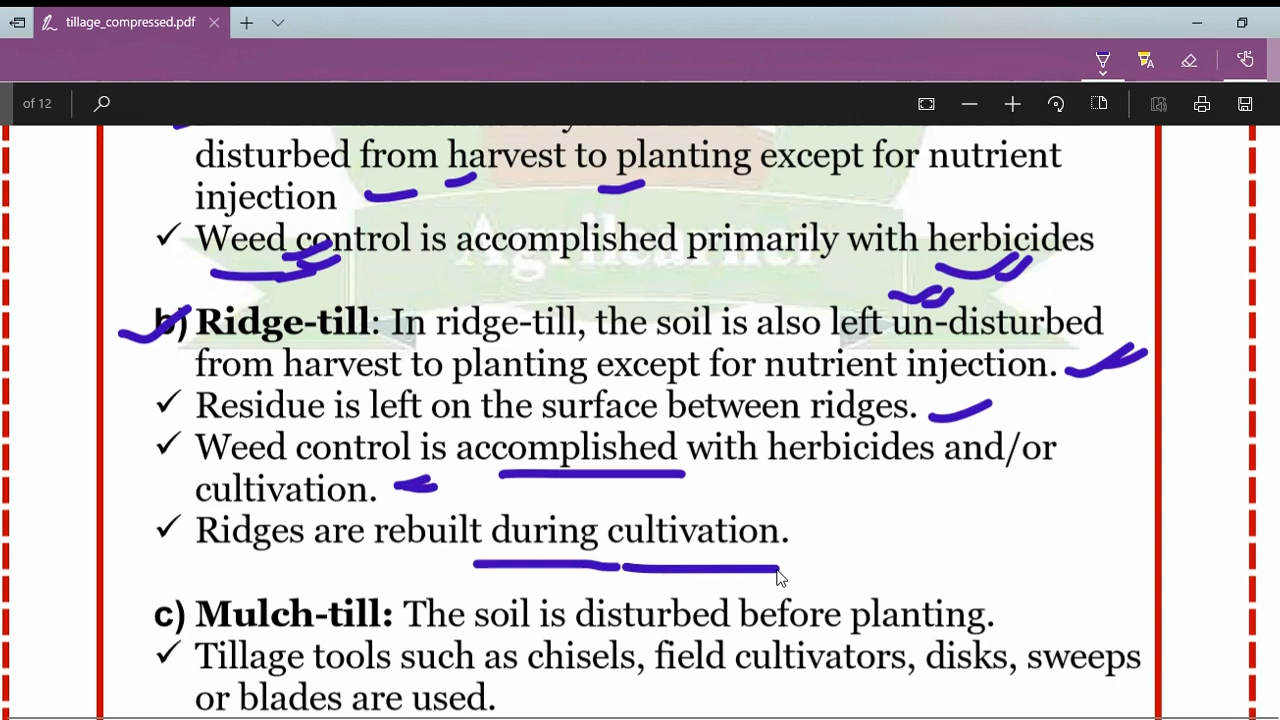 tillage_compressed.pdf
of 12
disturbed from harvest to planting except for nutrient
injection
✓ Weed control is accomplished primarily with herbicides
Agrilearner
b) Ridge-till: In ridge-till, the soil is also left un-disturbed
from harvest to planting except for nutrient injection.
✓ Residue is left on the surface between ridges.
✓ Weed control is accomplished with herbicides and/or
cultivation.
✓ Ridges are rebuilt during cultivation.
c) Mulch-till: The soil is disturbed before planting.
✓ Tillage tools such as chisels, field cultivators, disks, sweeps
or blades are used.